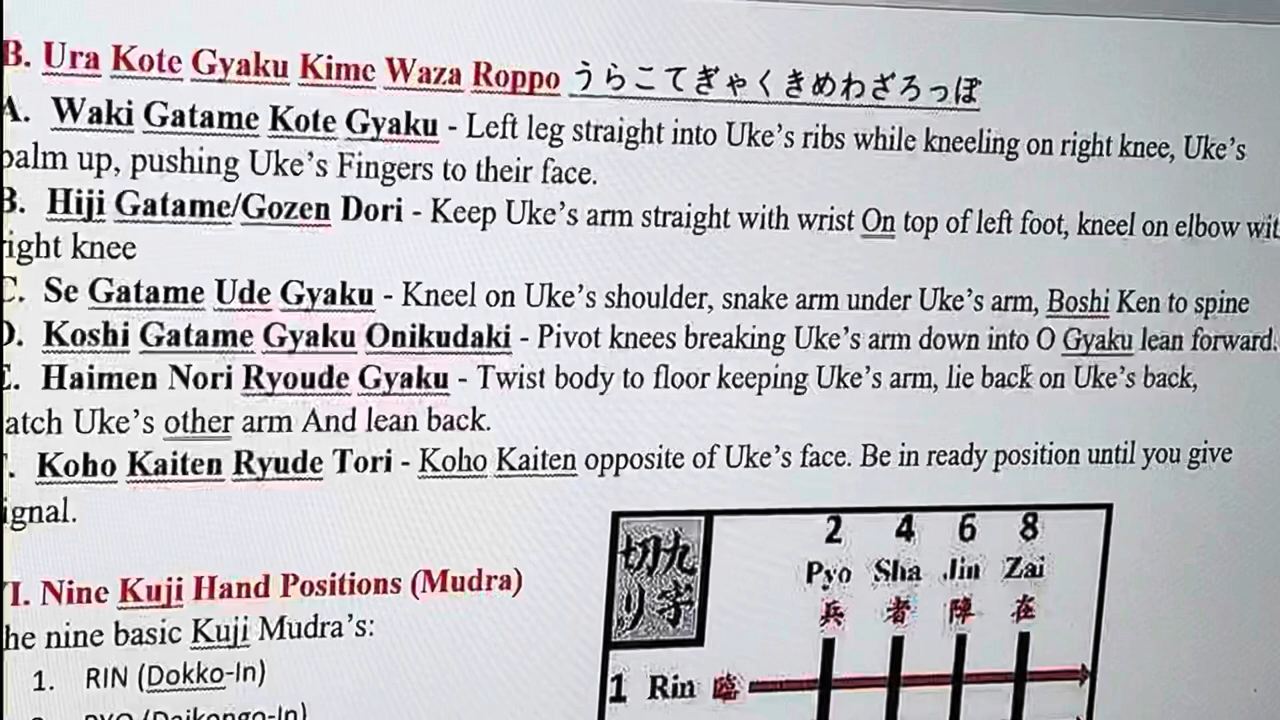 B. Ura Kote Gyaku Kime Waza Roppo うらこてぎゃくきめわざろっぽ
A. Waki Gatame Kote Gyaku - Left leg straight into Uke’s ribs while kneeling on right knee, Uke’s
palm up, pushing Uke’s Fingers to their face.
B. Hiji Gatame/Gozen Dori - Keep Uke’s arm straight with wrist On top of left foot, kneel on elbow wit
ight knee
C. Se Gatame Ude Gyaku - Kneel on Uke’s shoulder, snake arm under Uke’s arm, Boshi Ken to spine
D. Koshi Gatame Gyaku Onikudaki - Pivot knees breaking Uke’s arm down into O Gyaku lean forward.
E. Haimen Nori Ryoude Gyaku - Twist body to floor keeping Uke’s arm, lie back on Uke’s back,
atch Uke’s other arm And lean back.
. Koho Kaiten Ryude Tori - Koho Kaiten opposite of Uke’s face. Be in ready position until you give
ignal.
I. Nine Kuji Hand Positions (Mudra)
he nine basic Kuji Mudra’s:
1. RIN (Dokko-In)
PYO (Daikongo-In)
九字
切り
2 4 6 8
Pyo Sha Jin Zai
兵 者 陣 在
1 Rin 臨